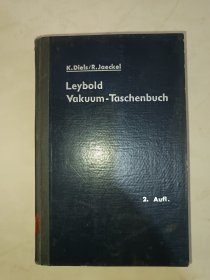 K.Diels/R.Jaeckel
Leybold
Vakuum-Taschenbuch
2. Aufl.